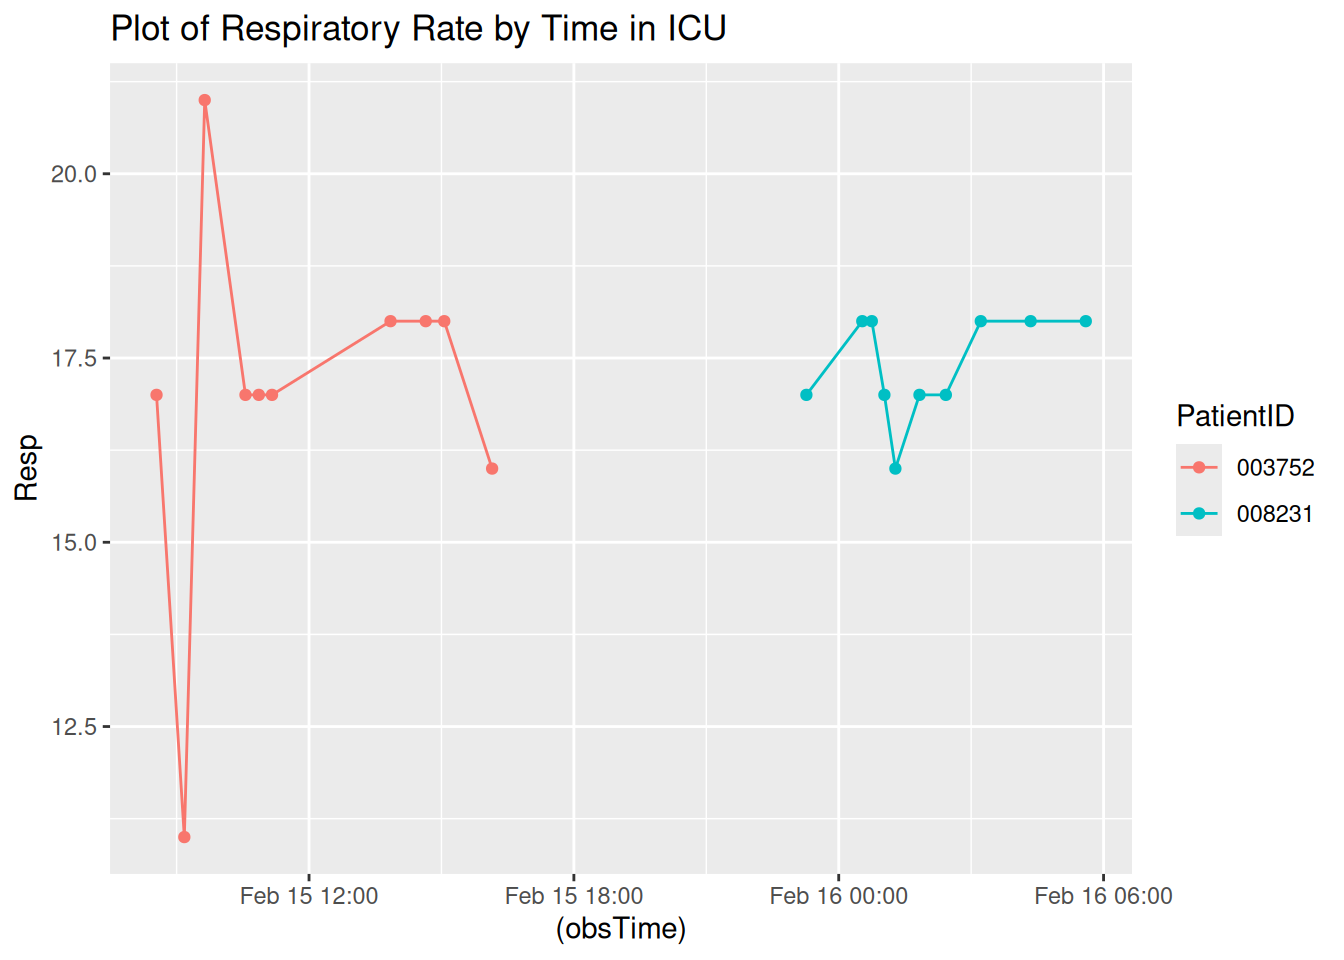 Plot of Respiratory Rate by Time in ICU
Resp
20.0
17.5
15.0
12.5
Feb 15 12:00
Feb 15 18:00
Feb 16 00:00
Feb 16 06:00
(obsTime)
PatientID
003752
008231